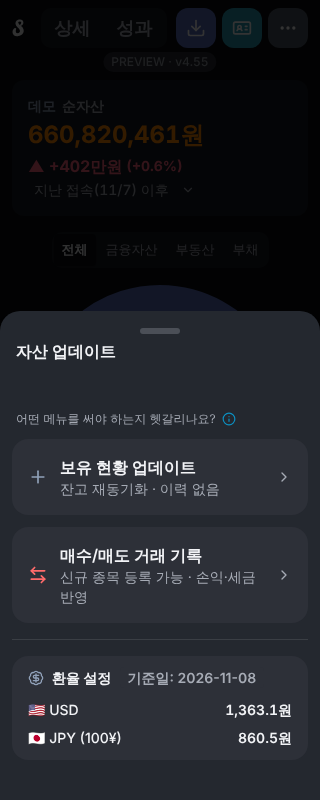 상세 성과
PREVIEW · v4.55
데모 순자산
660,820,461원
▲ +402만원 (+0.6%)
지난 접속(11/7) 이후
전체 금융자산 부동산 부채
자산 업데이트
어떤 메뉴를 써야 하는지 헷갈리나요?
보유 현황 업데이트
잔고 재동기화 · 이력 없음
매수/매도 거래 기록
신규 종목 등록 가능 · 손익·세금
반영
환율 설정 기준일: 2026-11-08
🇺🇸 USD 1,363.1원
🇯🇵 JPY (100¥) 860.5원